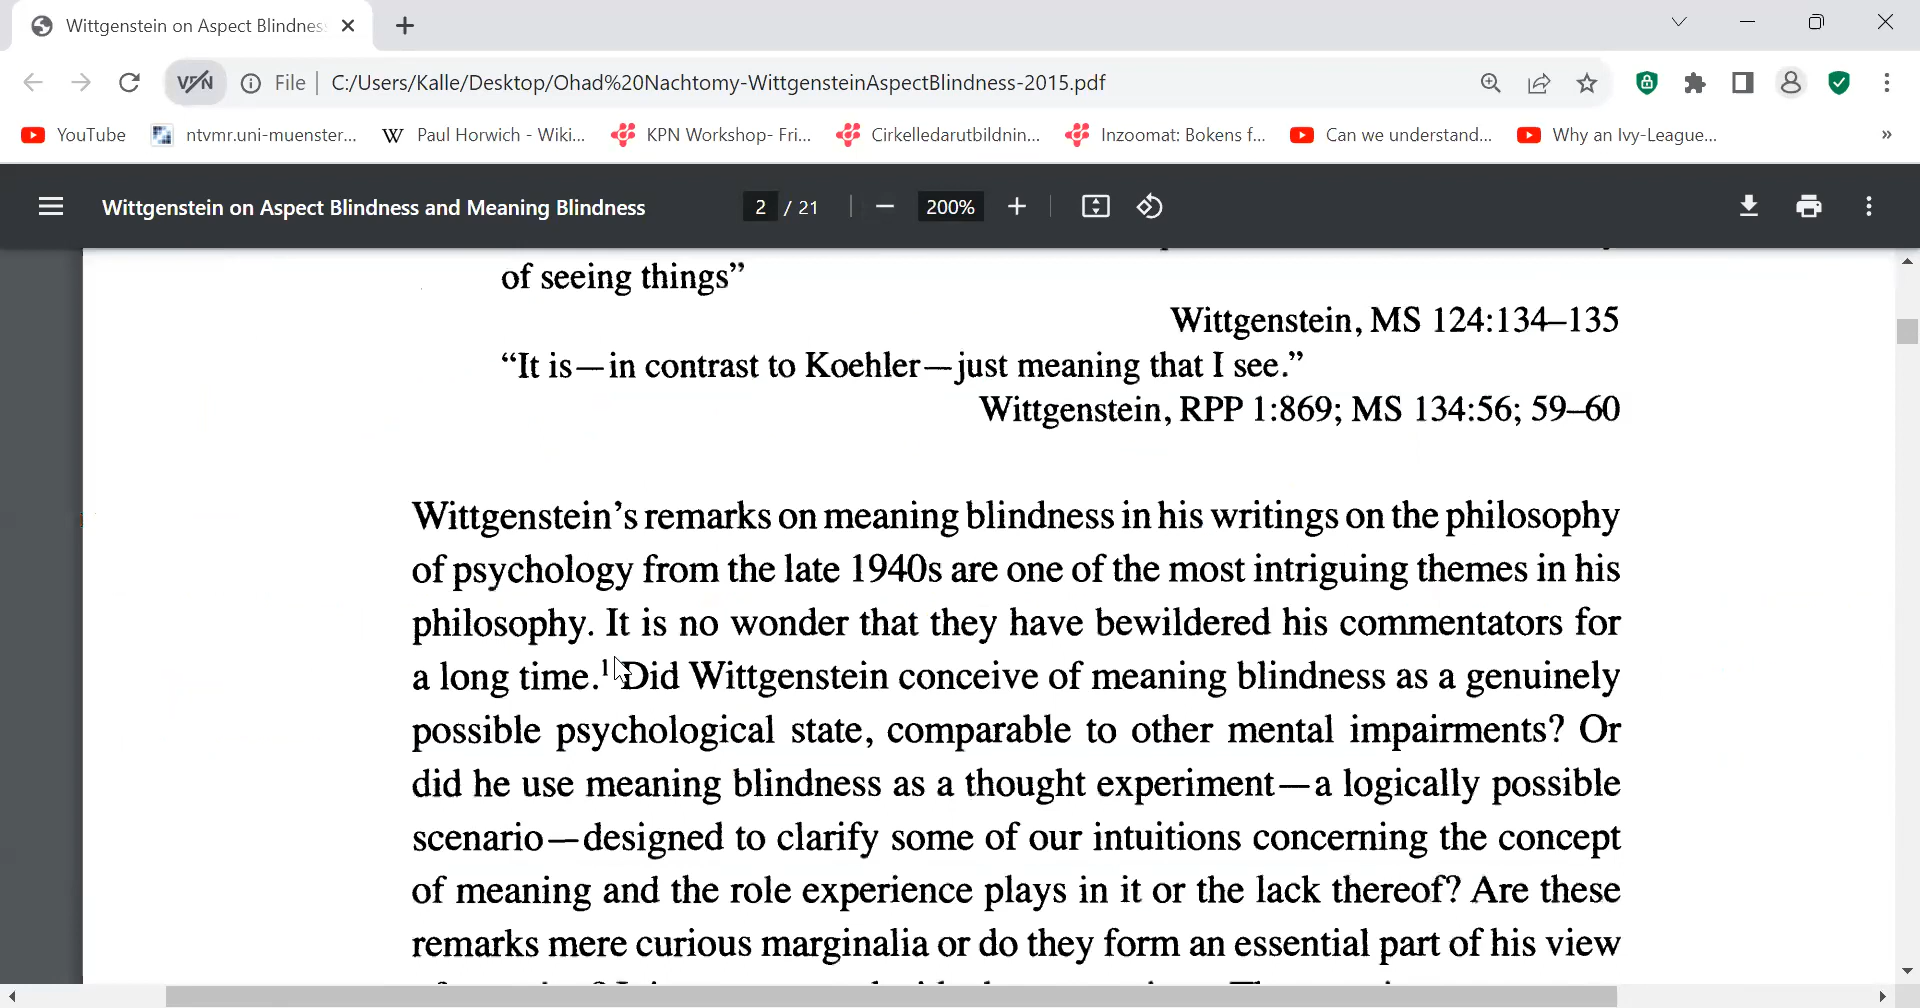 Wittgenstein on Aspect Blindnes
VPN
File
C:/Users/Kalle/Desktop/Ohad%20Nachtomy-WittgensteinAspectBlindness-2015.pdf
YouTube
ntvmr.uni-muenster...
W Paul Horwich - Wiki...
KPN Workshop- Fri...
Cirkelledarutbildnin...
Inzoomat: Bokens f...
Can we understand...
Why an Ivy-League...
»
Wittgenstein on Aspect Blindness and Meaning Blindness
2 / 21
200%
of seeing things”
Wittgenstein, MS 124:134–135
“It is—in contrast to Koehler—just meaning that I see.”
Wittgenstein, RPP 1:869; MS 134:56; 59–60
Wittgenstein’s remarks on meaning blindness in his writings on the philosophy
of psychology from the late 1940s are one of the most intriguing themes in his
philosophy. It is no wonder that they have bewildered his commentators for
a long time.¹ Did Wittgenstein conceive of meaning blindness as a genuinely
possible psychological state, comparable to other mental impairments? Or
did he use meaning blindness as a thought experiment—a logically possible
scenario—designed to clarify some of our intuitions concerning the concept
of meaning and the role experience plays in it or the lack thereof? Are these
remarks mere curious marginalia or do they form an essential part of his view